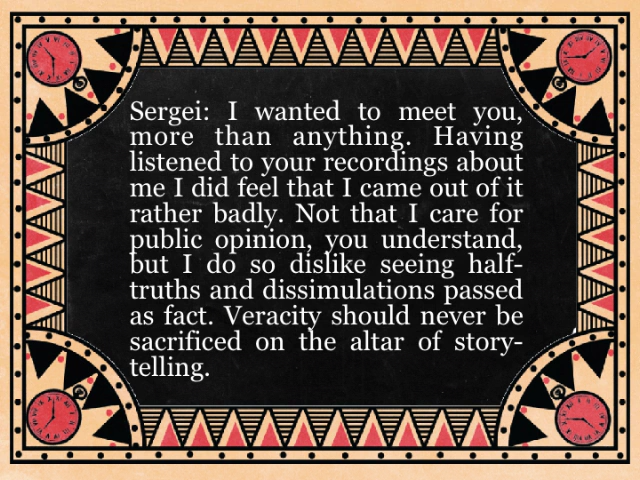 Sergei: I wanted to meet you,
more than anything. Having
listened to your recordings about
me I did feel that I came out of it
rather badly. Not that I care for
public opinion, you understand,
but I do so dislike seeing half-
truths and dissimulations passed
as fact. Veracity should never be
sacrificed on the altar of story-
telling.